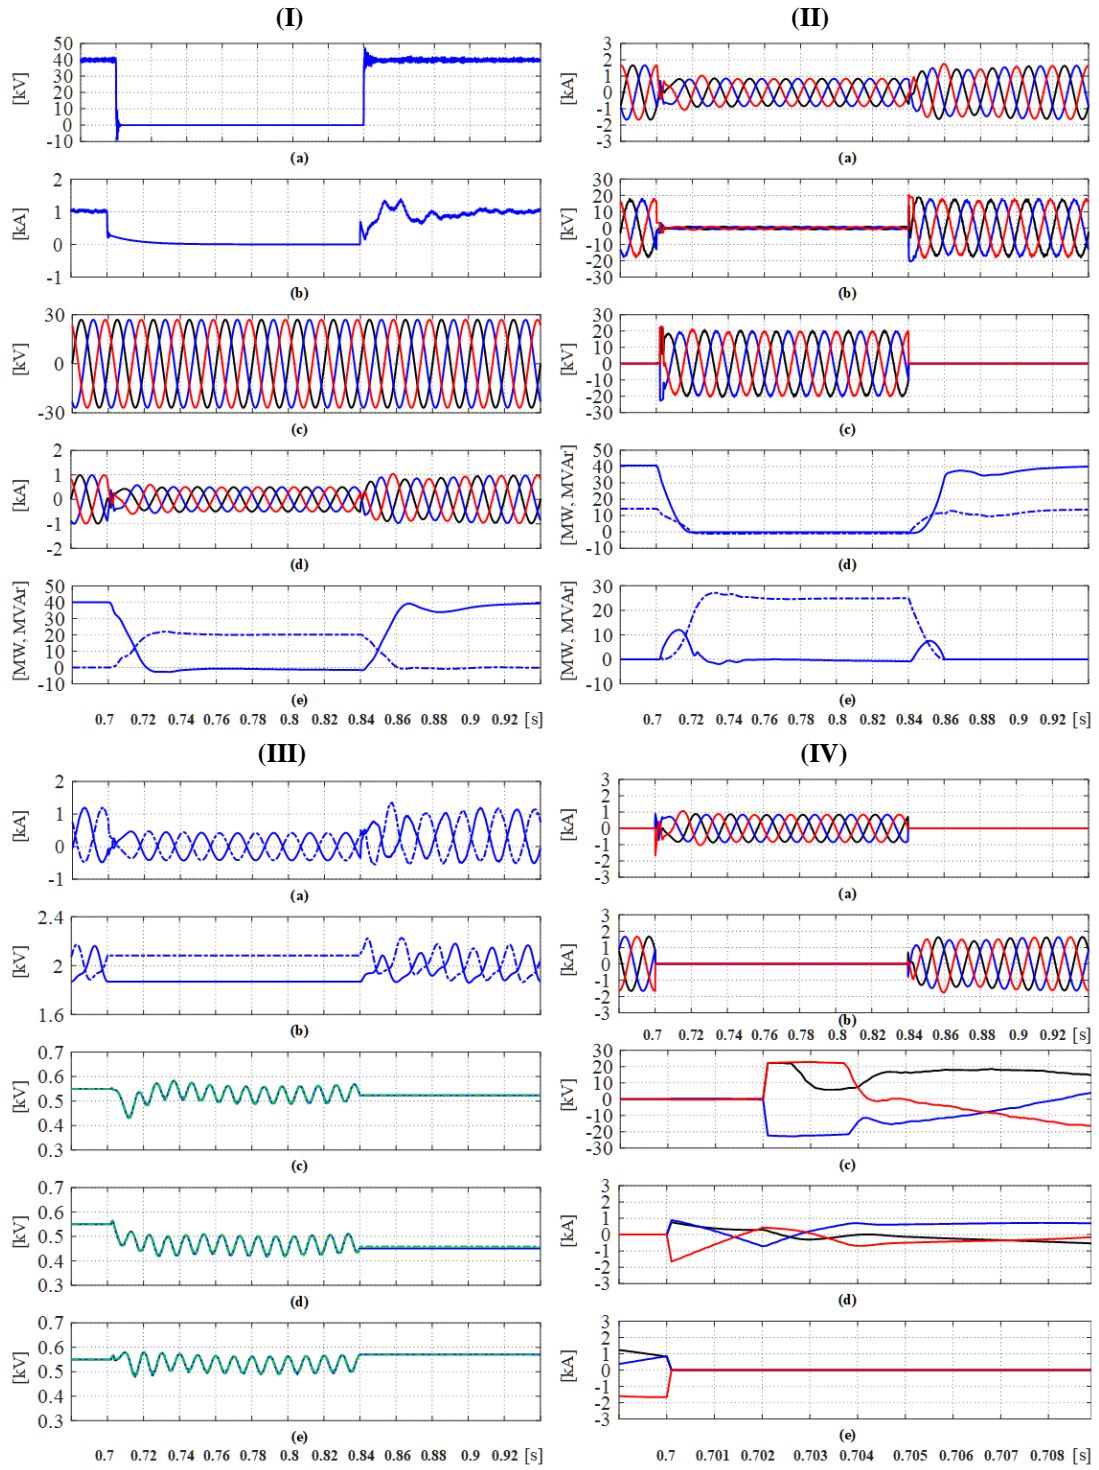 (I)
50
40
30
20
10
0
-10
[kV]
(a)
2
1
0
-1
[kA]
(b)
30
0
-30
[kV]
(c)
2
1
0
-1
-2
[kA]
(d)
50
40
30
20
10
0
-10
[MW, MVAr]
(e)
0.7 0.72 0.74 0.76 0.78 0.8 0.82 0.84 0.86 0.88 0.9 0.92 [s]
(II)
3
2
1
0
-1
-2
-3
[kA]
(a)
30
20
10
0
-10
-20
-30
[kV]
(b)
30
20
10
0
-10
-20
-30
[kV]
(c)
50
40
30
20
10
0
-10
[MW, MVAr]
(d)
30
20
10
0
-10
[MW, MVAr]
(e)
0.7 0.72 0.74 0.76 0.78 0.8 0.82 0.84 0.86 0.88 0.9 0.92 [s]
(III)
2
1
0
-1
[kA]
(a)
2.4
2
1.6
[kV]
(b)
0.7
0.6
0.5
0.4
0.3
[kV]
(c)
0.7
0.6
0.5
0.4
0.3
[kV]
(d)
0.7
0.6
0.5
0.4
0.3
[kV]
(e)
0.7 0.72 0.74 0.76 0.78 0.8 0.82 0.84 0.86 0.88 0.9 0.92 [s]
(IV)
3
2
1
0
-1
-2
-3
[kA]
(a)
3
2
1
0
-1
-2
-3
[kA]
(b)
0.7 0.72 0.74 0.76 0.78 0.8 0.82 0.84 0.86 0.88 0.9 0.92 [s]
30
20
10
0
-10
-20
-30
[kV]
(c)
3
2
1
0
-1
-2
-3
[kA]
(d)
3
2
1
0
-1
-2
-3
[kA]
(e)
0.7 0.701 0.702 0.703 0.704 0.705 0.706 0.707 0.708 [s]